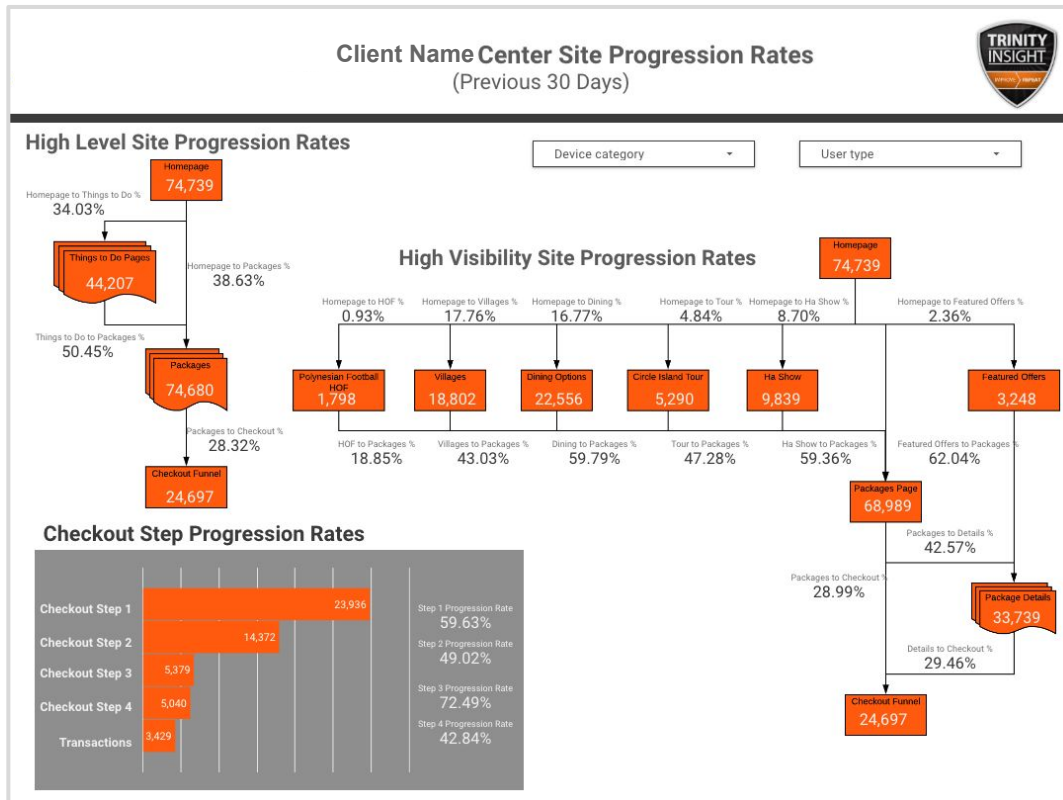 Client Name Center Site Progression Rates
(Previous 30 Days)
TRINITY
INSIGHT
IMPROVE > REPEAT
High Level Site Progression Rates
Device category
User type
Homepage
74,739
Homepage to Things to Do %
34.03%
Things to Do Pages
44,207
Homepage to Packages %
38.63%
Things to Do to Packages %
50.45%
Packages
74,680
Packages to Checkout %
28.32%
Checkout Funnel
24,697
High Visibility Site Progression Rates
Homepage
74,739
Homepage to HOF %
0.93%
Homepage to Villages %
17.76%
Homepage to Dining %
16.77%
Homepage to Tour %
4.84%
Homepage to Ha Show %
8.70%
Homepage to Featured Offers %
2.36%
Polynesian Football
HOF
1,798
Villages
18,802
Dining Options
22,556
Circle Island Tour
5,290
Ha Show
9,839
Featured Offers
3,248
HOF to Packages %
18.85%
Villages to Packages %
43.03%
Dining to Packages %
59.79%
Tour to Packages %
47.28%
Ha Show to Packages %
59.36%
Featured Offers to Packages %
62.04%
Packages Page
68,989
Packages to Details %
42.57%
Packages to Checkout %
28.99%
Package Details
33,739
Details to Checkout %
29.46%
Checkout Funnel
24,697
Checkout Step Progression Rates
Checkout Step 1
23,936
Checkout Step 2
14,372
Checkout Step 3
5,379
Checkout Step 4
5,040
Transactions
3,429
Step 1 Progression Rate
59.63%
Step 2 Progression Rate
49.02%
Step 3 Progression Rate
72.49%
Step 4 Progression Rate
42.84%